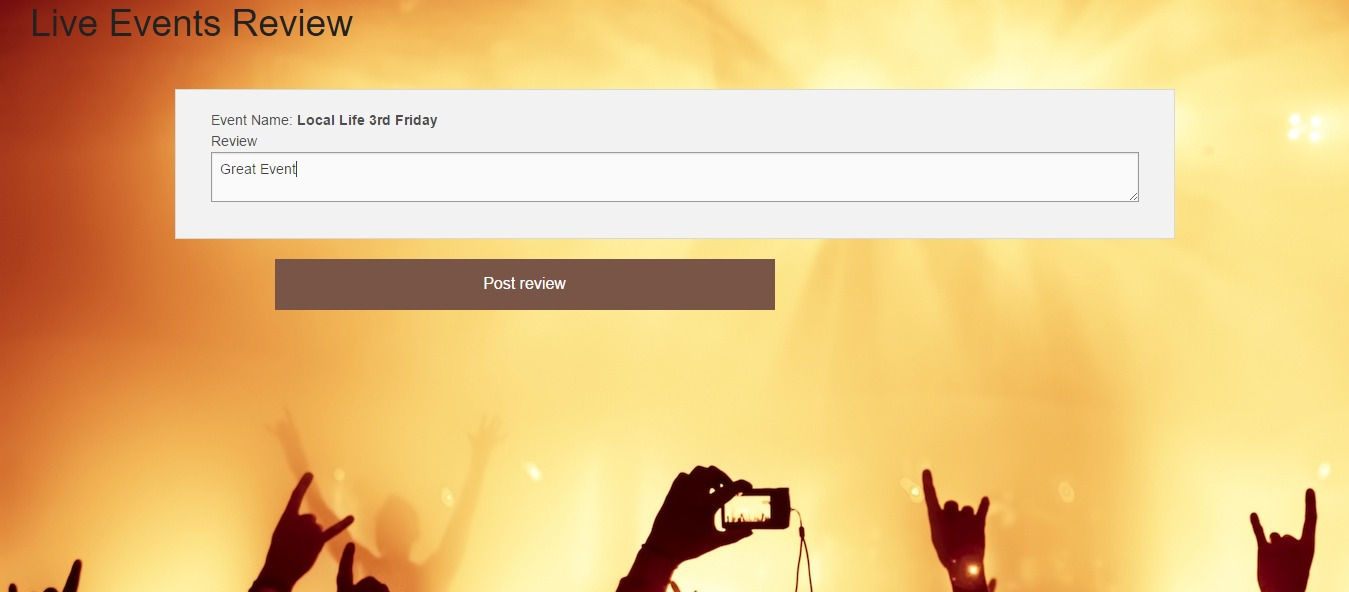 Live Events Review
Event Name: Local Life 3rd Friday
Review
Great Event
Post review